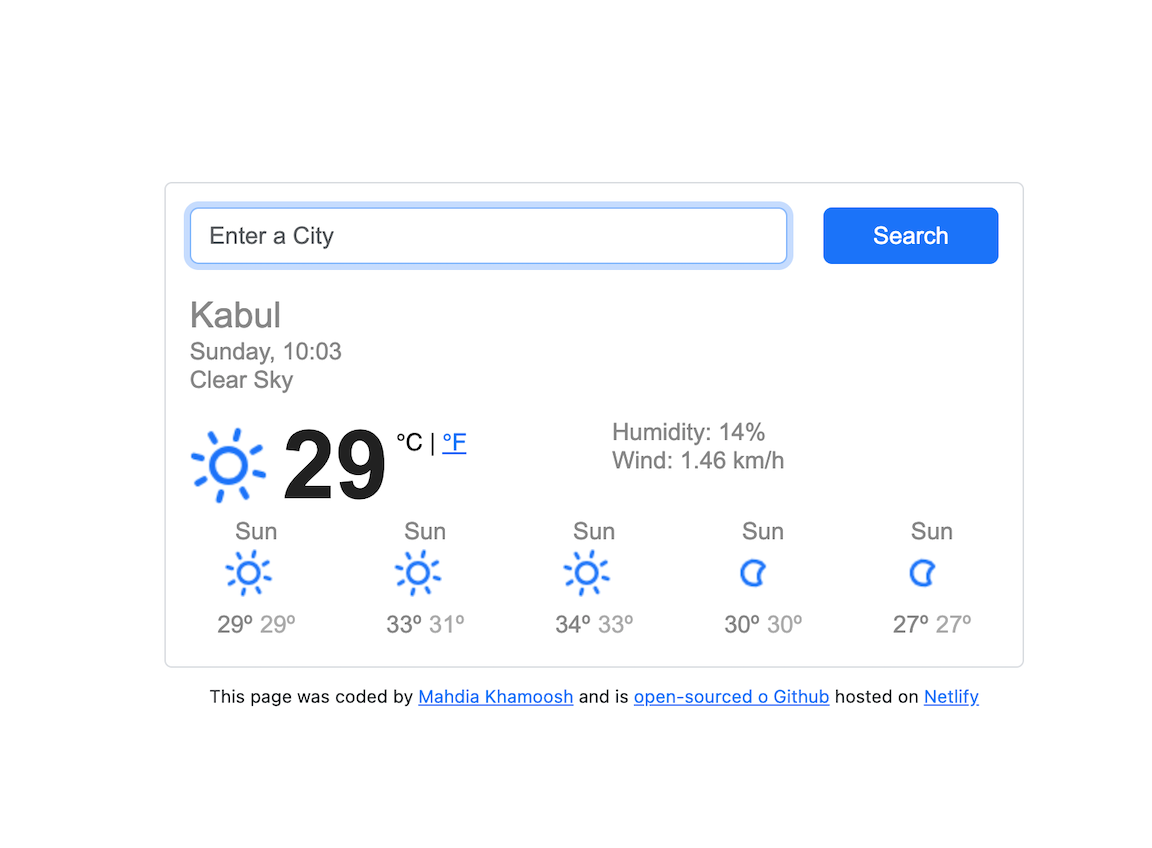 Enter a City
Search
Kabul
Sunday, 10:03
Clear Sky
29 °C | °F
Humidity: 14%
Wind: 1.46 km/h
Sun Sun Sun Sun Sun
29º 29º 33º 31º 34º 33º 30º 30º 27º 27º
This page was coded by Mahdia Khamoosh and is open-sourced o Github hosted on Netlify